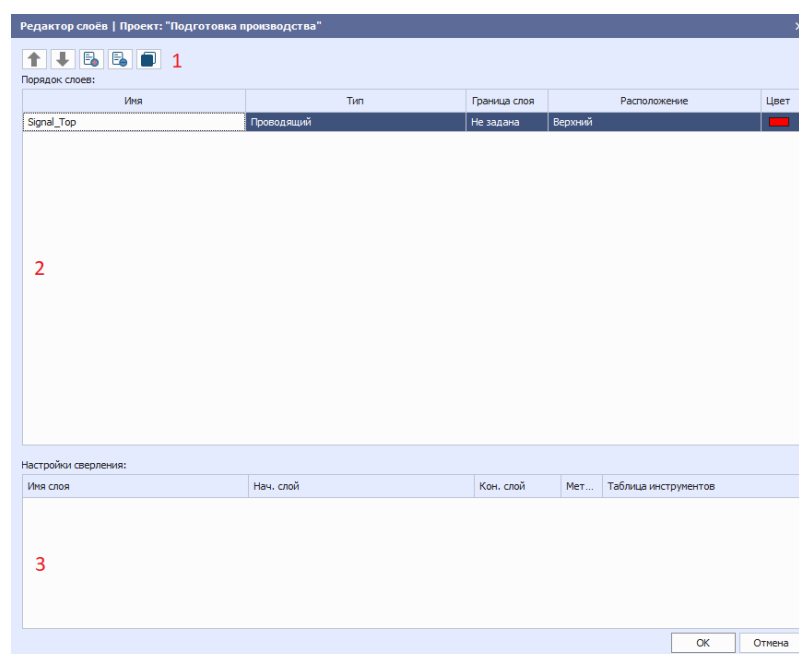 Редактор слоёв | Проект: "Подготовка производства"
1
Порядок слоев:
Имя Тип Граница слоя Расположение Цвет
Signal_Top Проводящий Не задана Верхний
2
Настройки сверления:
Имя слоя Нач. слой Кон. слой Мет... Таблица инструментов
3
OK Отмена